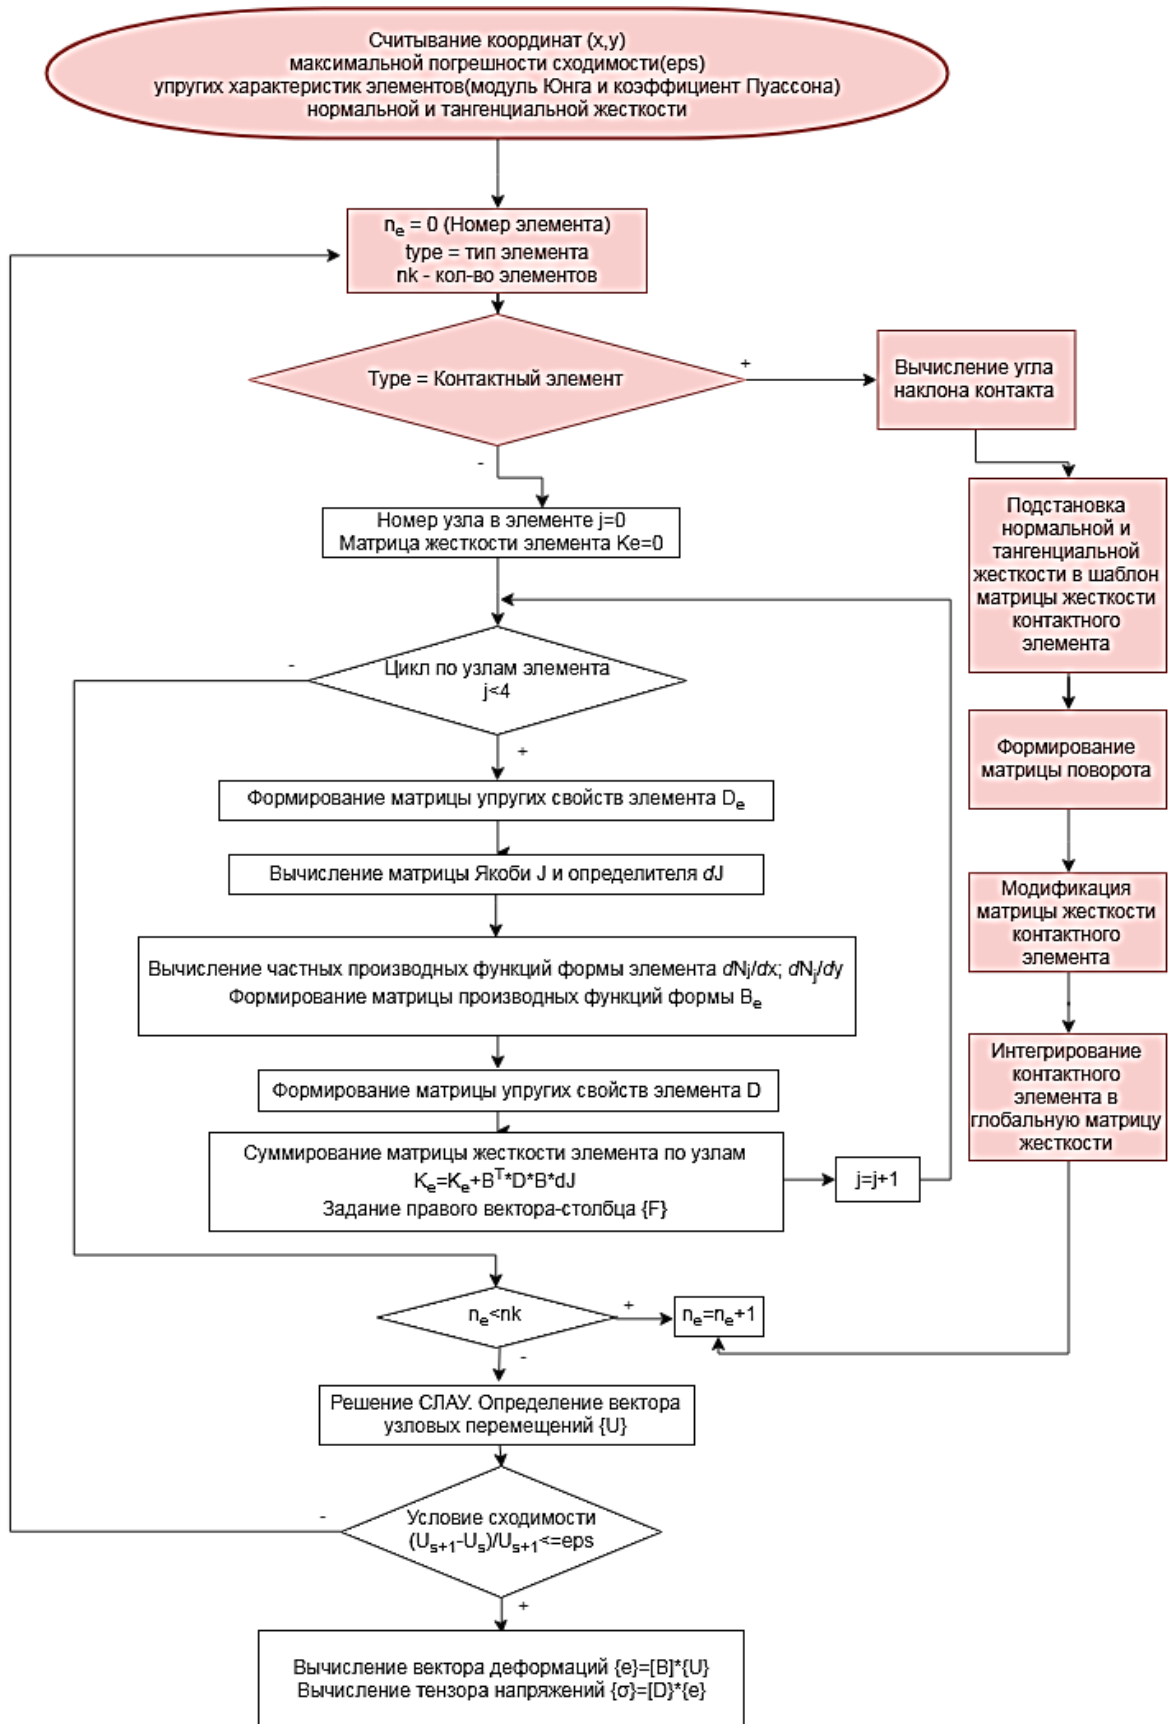 Считывание координат (x,y)
максимальной погрешности сходимости(eps)
упругих характеристик элементов(модуль Юнга и коэффициент Пуассона)
нормальной и тангенциальной жесткости
nₑ = 0 (Номер элемента)
type = тип элемента
nk - кол-во элементов
Type = Контактный элемент
+
Вычисление угла
наклона контакта
-
Номер узла в элементе j=0
Матрица жесткости элемента Ke=0
Подстановка
нормальной и
тангенциальной
жесткости в шаблон
матрицы жесткости
контактного
элемента
-
Цикл по узлам элемента
j<4
+
Формирование
матрицы поворота
Формирование матрицы упругих свойств элемента Dₑ
Вычисление матрицы Якоби J и определителя dJ
Модификация
матрицы жесткости
контактного
элемента
Вычисление частных производных функций формы элемента dNⱼ/dx; dNⱼ/dy
Формирование матрицы производных функций формы Bₑ
Интегрирование
контактного
элемента в
глобальную матрицу
жесткости
Формирование матрицы упругих свойств элемента D
Суммирование матрицы жесткости элемента по узлам
Kₑ=Kₑ+Bᵀ*D*B*dJ
Задание правого вектора-столбца {F}
j=j+1
nₑ<nk
+
nₑ=nₑ+1
-
Решение СЛАУ. Определение вектора
узловых перемещений {U}
-
Условие сходимости
(Uₛ₊₁-Uₛ)/Uₛ₊₁<=eps
+
Вычисление вектора деформаций {e}=[B]*{U}
Вычисление тензора напряжений {σ}=[D}*{e}